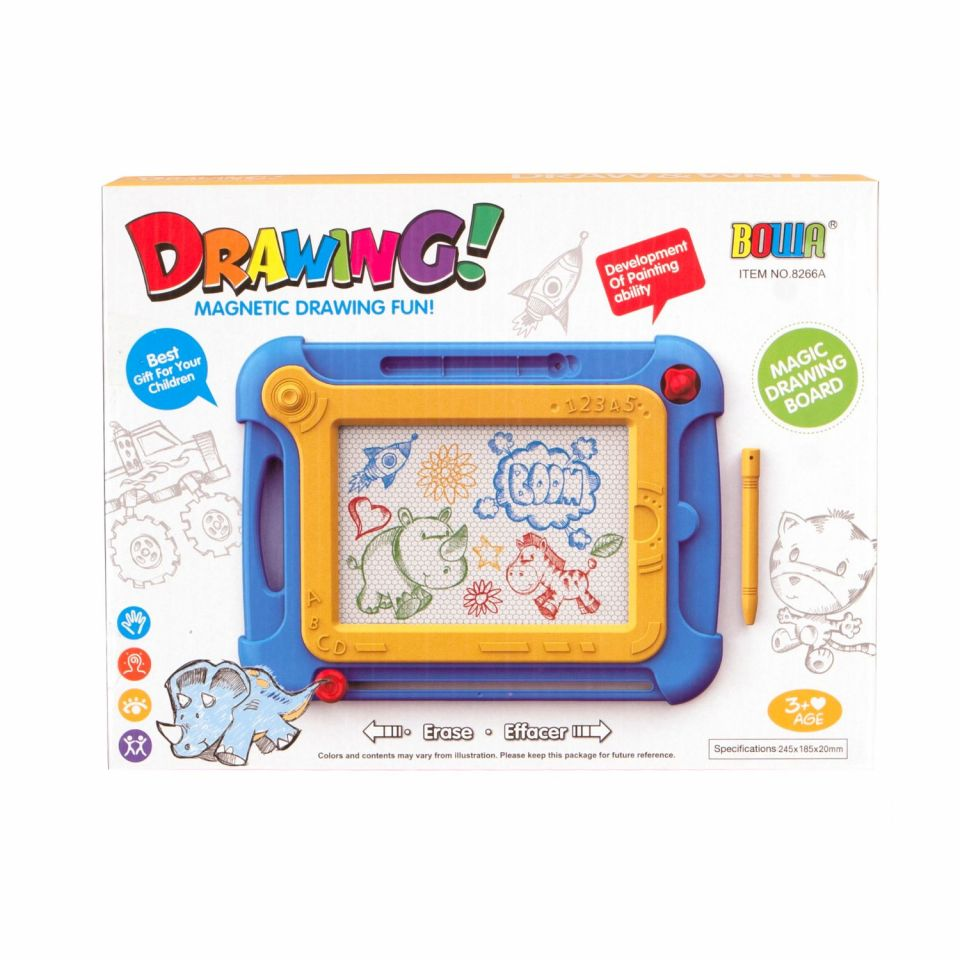 DRAW & WRITE
DRAWING!
MAGNETIC DRAWING FUN!
Development
Of Painting
ability
BOWA®
ITEM NO.8266A
Best
Gift For Your
Children
MAGIC
DRAWING
BOARD
12345
BOOM
A
B
C D
3+
AGE
Erase · Effacer
Specifications 245x185x20mm
Colors and contents may vary from illustration. Please keep this package for future reference.